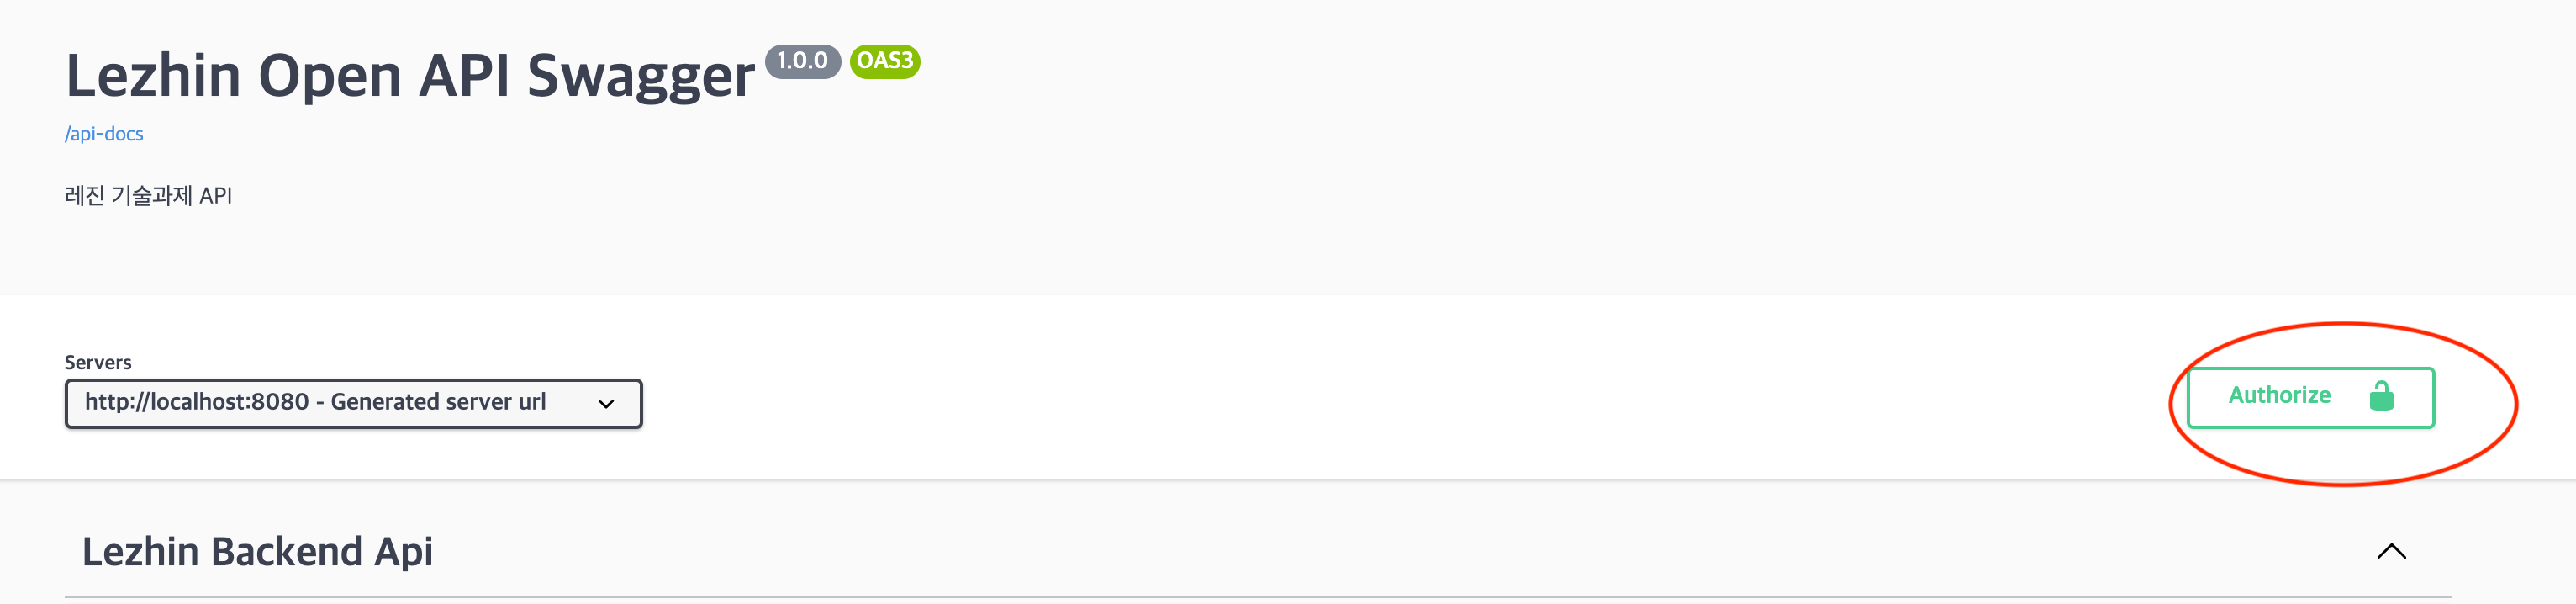 Lezhin Open API Swagger 1.0.0 OAS3
/api-docs
레진 기술과제 API
Servers
http://localhost:8080 - Generated server url
Authorize
Lezhin Backend Api